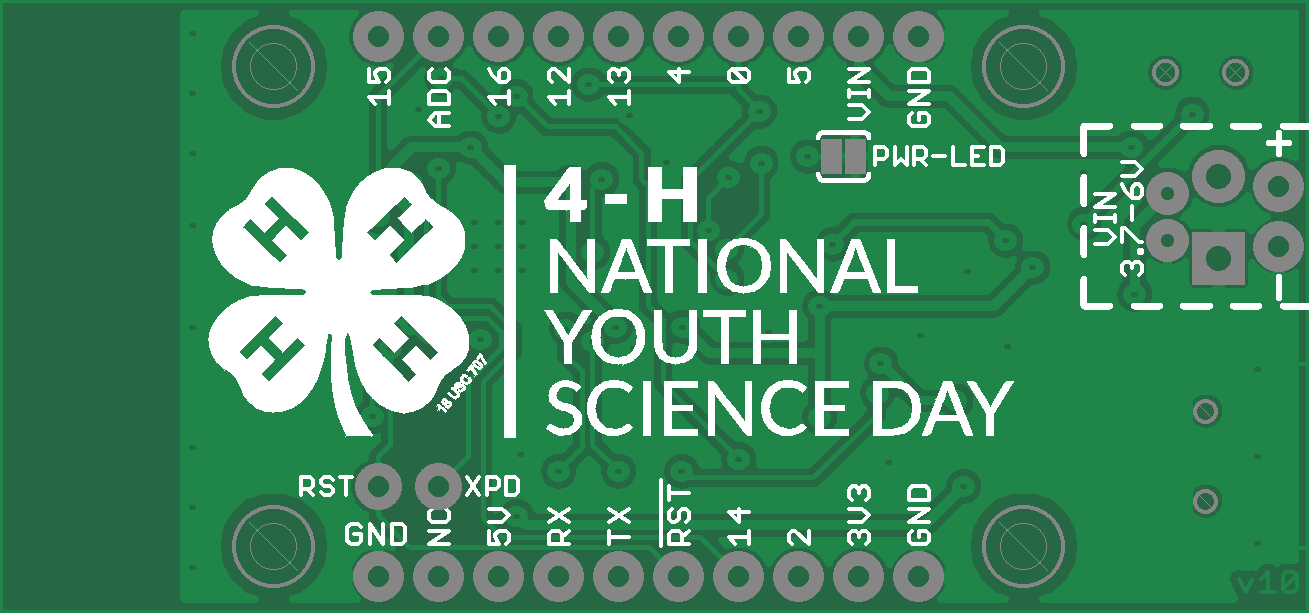 15 ADC 16 12 13 4 0 5 VIN GND
PWR-LED
+
VIN
3.7-6V
H H
H H
18 USC 707
4-H
NATIONAL
YOUTH
SCIENCE DAY
RST XPD
GND NC 5V RX TX RST 14 2 3V3 GND
v10